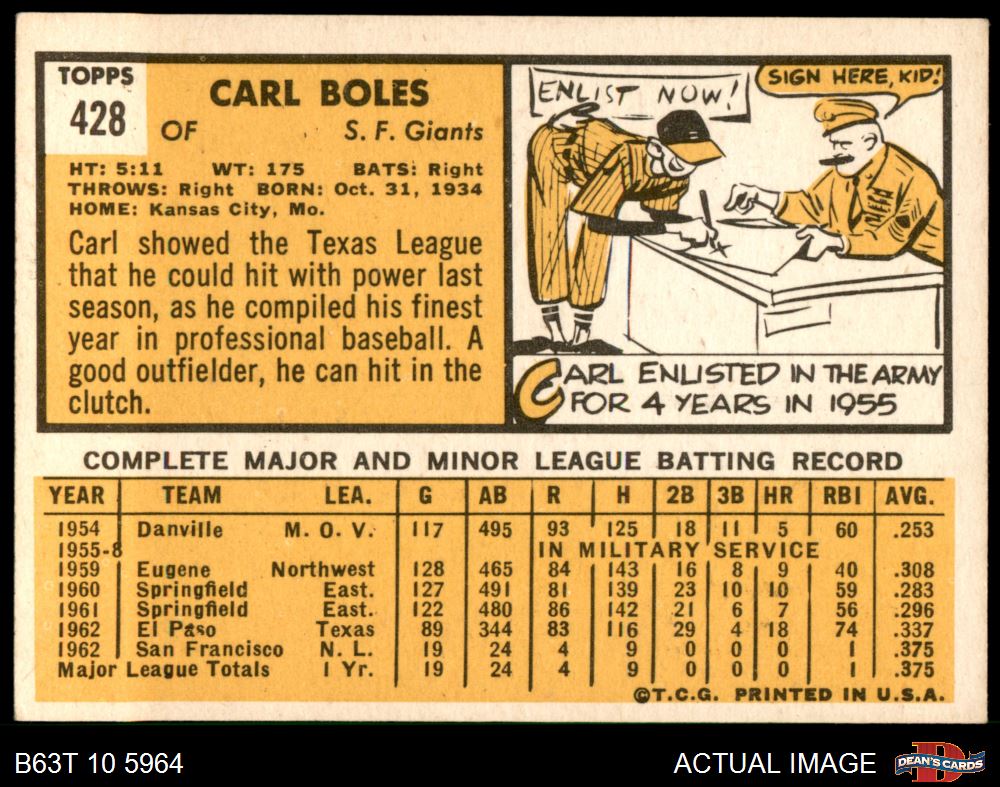 TOPPS
428
CARL BOLES
OF S. F. Giants
HT: 5:11 WT: 175 BATS: Right
THROWS: Right BORN: Oct. 31, 1934
HOME: Kansas City, Mo.
Carl showed the Texas League
that he could hit with power last
season, as he compiled his finest
year in professional baseball. A
good outfielder, he can hit in the
clutch.
ENLIST NOW!
SIGN HERE, KID!
CARL ENLISTED IN THE ARMY
FOR 4 YEARS IN 1955
COMPLETE MAJOR AND MINOR LEAGUE BATTING RECORD
YEAR TEAM LEA. G AB R H 2B 3B HR RBI AVG.
1954 Danville M. O. V. 117 495 93 125 18 11 5 60 .253
1955-8 IN MILITARY SERVICE
1959 Eugene Northwest 128 465 84 143 16 8 9 40 .308
1960 Springfield East. 127 491 81 139 23 10 10 59 .283
1961 Springfield East. 122 480 86 142 21 6 7 56 .296
1962 El Paso Texas 89 344 83 116 29 4 18 74 .337
1962 San Francisco N. L. 19 24 4 9 0 0 0 1 .375
Major League Totals 1 Yr. 19 24 4 9 0 0 0 1 .375
©T.C.G. PRINTED IN U.S.A.
B63T 10 5964
ACTUAL IMAGE
DEAN'S CARDS